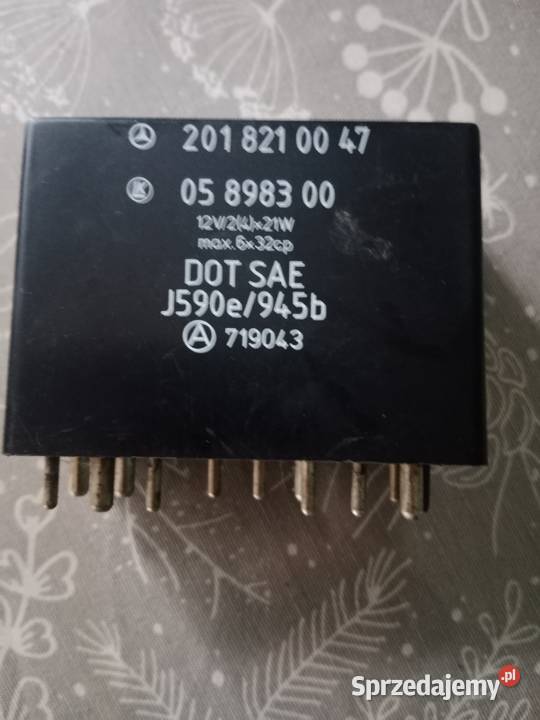 201 821 00 47
LK 05 8983 00
12V/2(4)x21W
max.6x32cp
DOT SAE
J590e/945b
A 719043
Sprzedajemy.pl